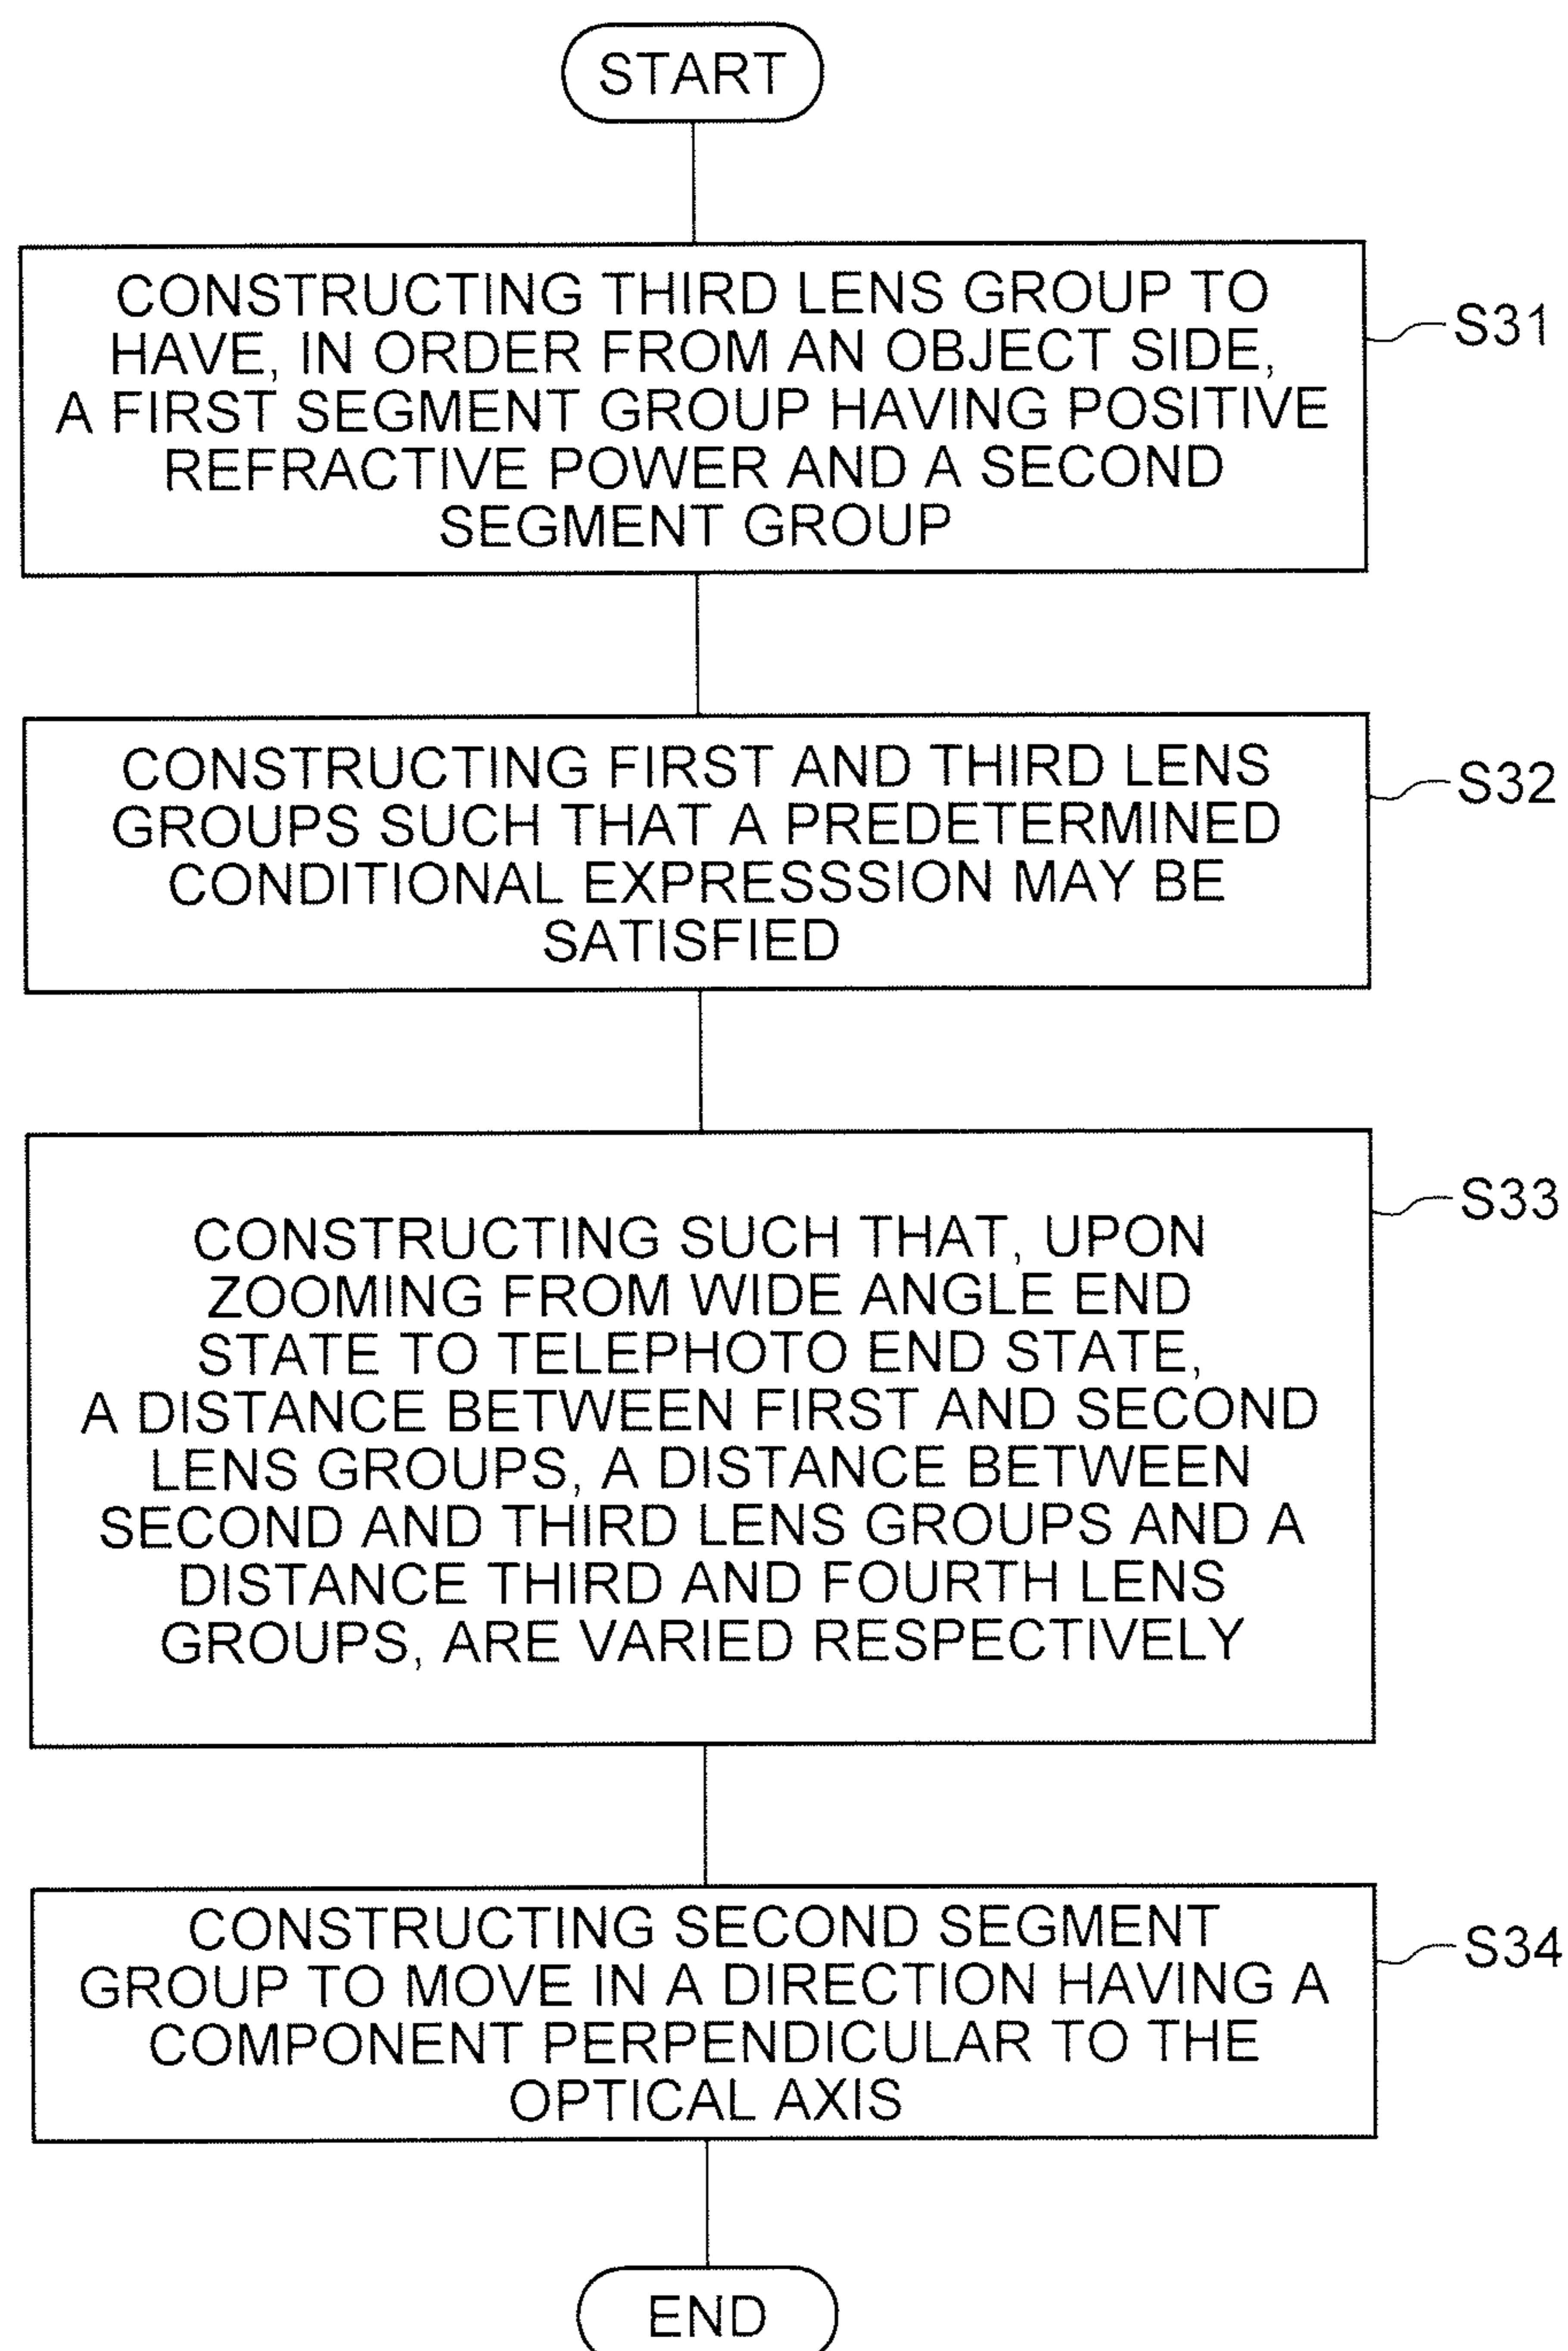 START
CONSTRUCTING THIRD LENS GROUP TO
HAVE, IN ORDER FROM AN OBJECT SIDE,
A FIRST SEGMENT GROUP HAVING POSITIVE
REFRACTIVE POWER AND A SECOND
SEGMENT GROUP
S31
CONSTRUCTING FIRST AND THIRD LENS
GROUPS SUCH THAT A PREDETERMINED
CONDITIONAL EXPRESSSION MAY BE
SATISFIED
S32
CONSTRUCTING SUCH THAT, UPON
ZOOMING FROM WIDE ANGLE END
STATE TO TELEPHOTO END STATE,
A DISTANCE BETWEEN FIRST AND SECOND
LENS GROUPS, A DISTANCE BETWEEN
SECOND AND THIRD LENS GROUPS AND A
DISTANCE THIRD AND FOURTH LENS
GROUPS, ARE VARIED RESPECTIVELY
S33
CONSTRUCTING SECOND SEGMENT
GROUP TO MOVE IN A DIRECTION HAVING A
COMPONENT PERPENDICULAR TO THE
OPTICAL AXIS
S34
END